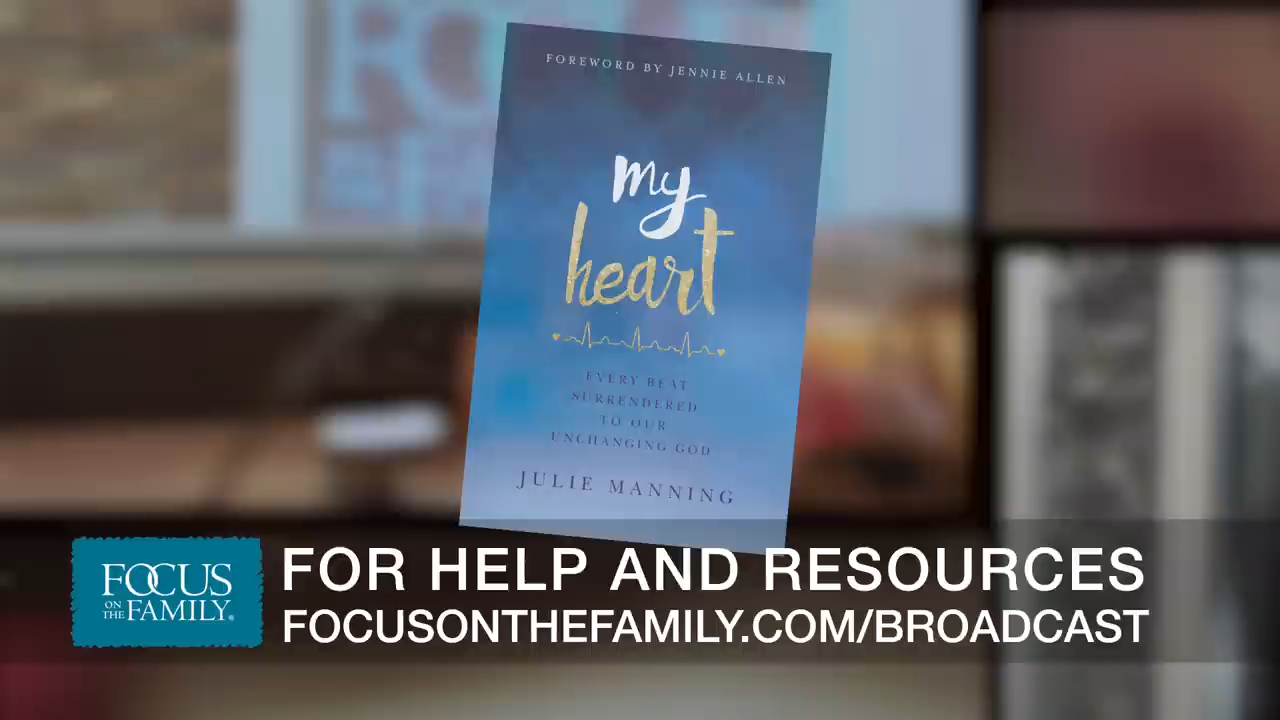 FOREWORD BY JENNIE ALLEN
my
heart
EVERY BEAT
SURRENDERED
TO OUR
UNCHANGING GOD
JULIE MANNING
FOCUS
ON THE
FAMILY®
FOR HELP AND RESOURCES
FOCUSONTHEFAMILY.COM/BROADCAST